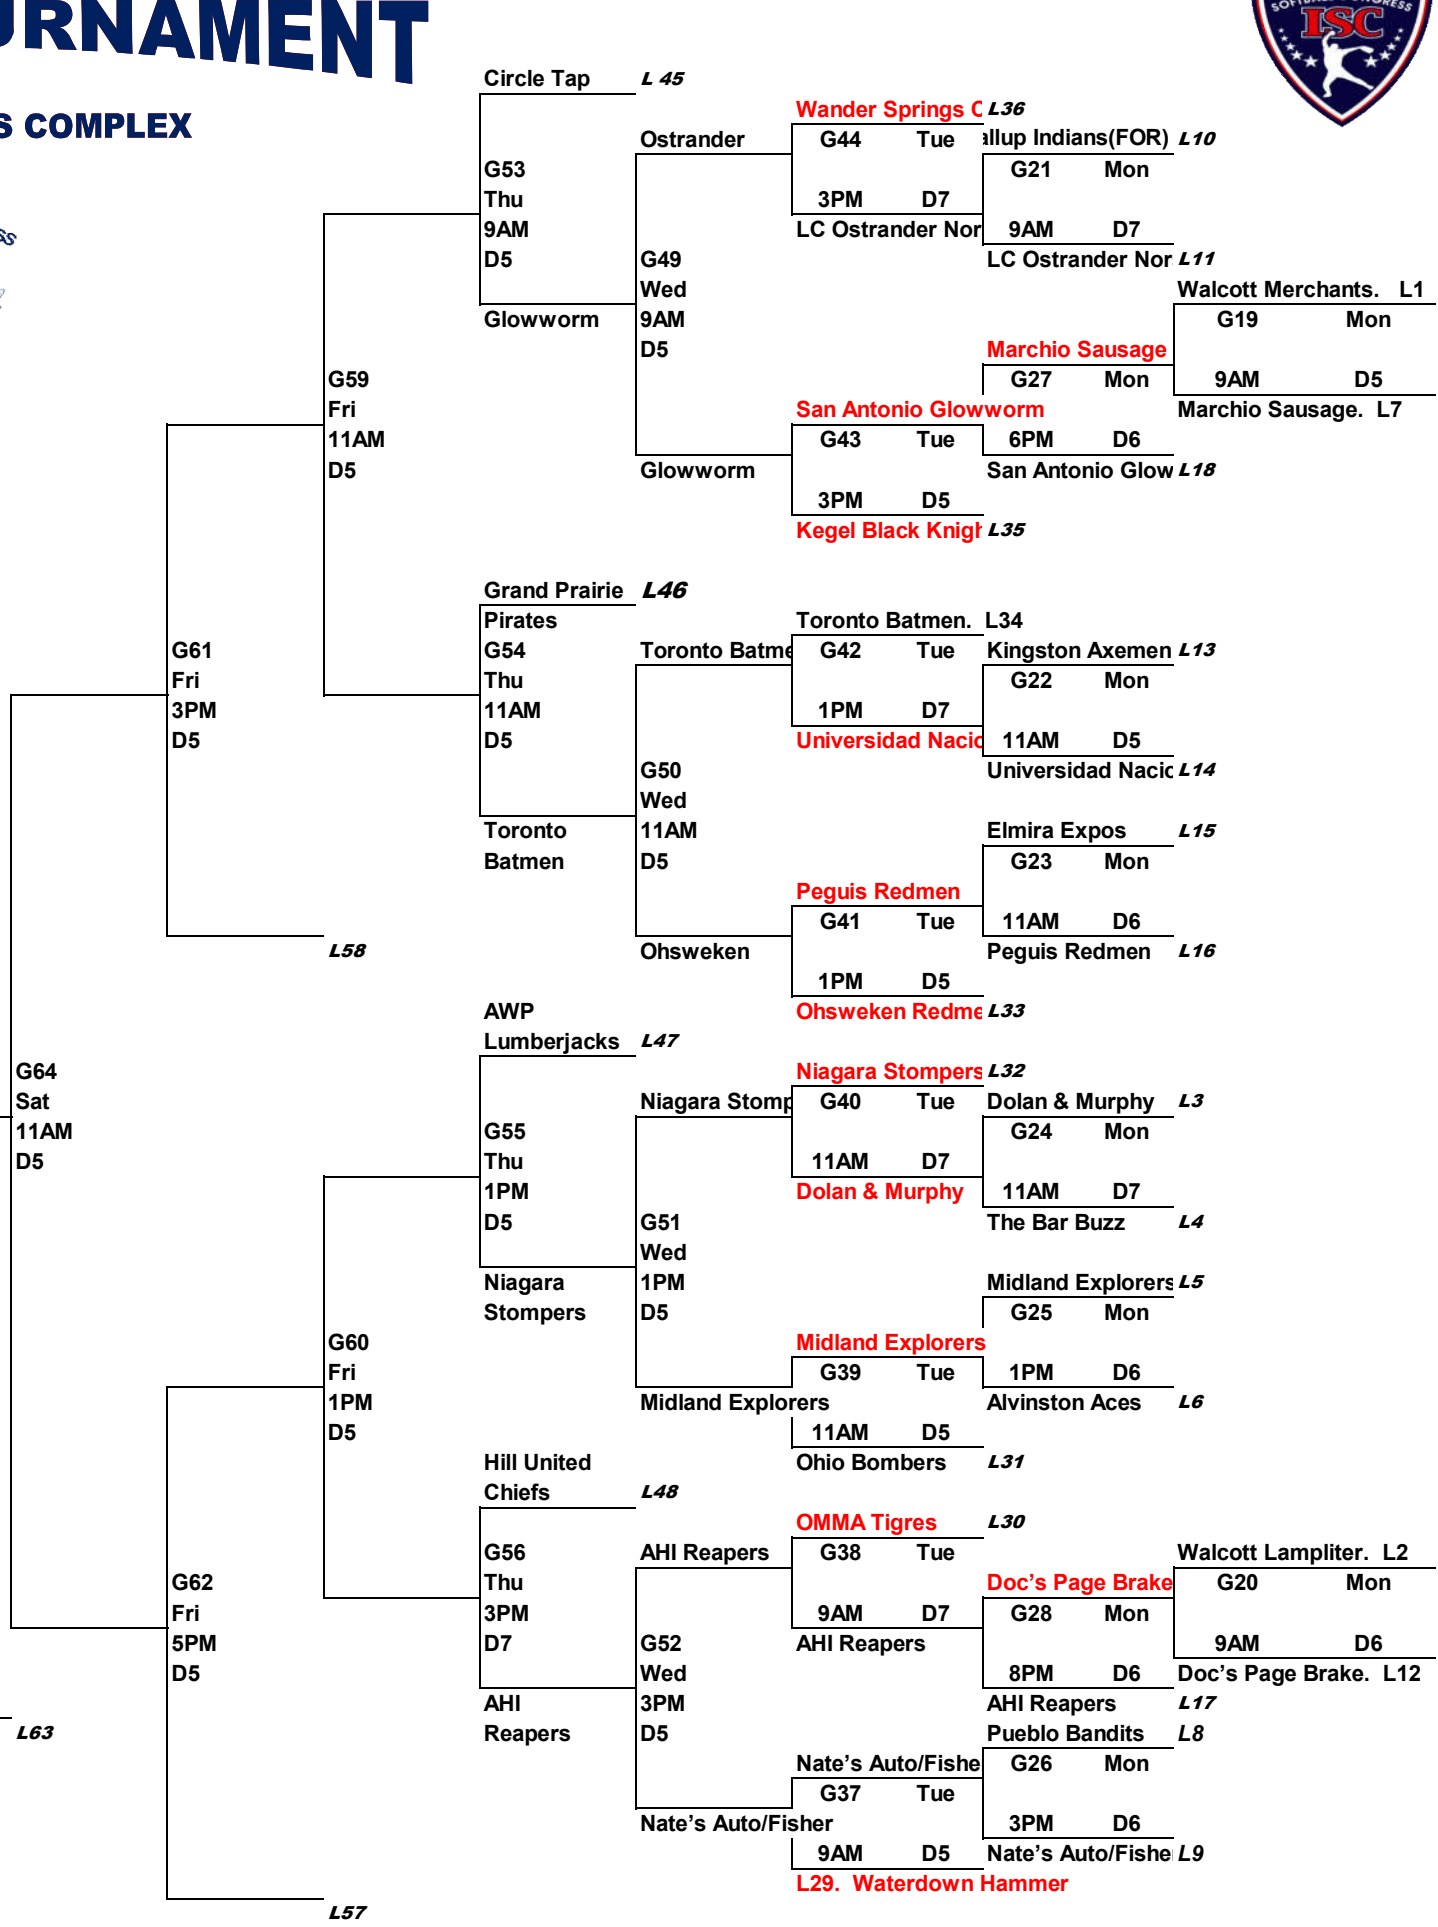 URNAMENT
S COMPLEX
SOFTBALL CONGRESS
ISC
Circle Tap L 45
Wander Springs C L36
Ostrander G44 Tue allup Indians(FOR) L10
G53 G21 Mon
Thu 3PM D7
9AM LC Ostrander Nor 9AM D7
D5 G49 LC Ostrander Nor L11
Wed Walcott Merchants. L1
Glowworm 9AM G19 Mon
D5 Marchio Sausage
G59 G27 Mon 9AM D5
Fri San Antonio Glowworm Marchio Sausage. L7
11AM G43 Tue 6PM D6
D5 Glowworm San Antonio Glow L18
3PM D5
Kegel Black Knigh L35
Grand Prairie L46
Pirates Toronto Batmen. L34
G61 G54 Toronto Batme G42 Tue Kingston Axemen L13
Fri Thu G22 Mon
3PM 11AM 1PM D7
D5 D5 Universidad Nacio 11AM D5
G50 Universidad Nacio L14
Wed
Toronto 11AM Elmira Expos L15
Batmen D5 G23 Mon
Peguis Redmen
G41 Tue 11AM D6
L58 Ohsweken Peguis Redmen L16
1PM D5
AWP Ohsweken Redme L33
Lumberjacks L47
G64 Niagara Stompers L32
Sat Niagara Stomp G40 Tue Dolan & Murphy L3
11AM G55 G24 Mon
D5 Thu 11AM D7
1PM Dolan & Murphy 11AM D7
D5 G51 The Bar Buzz L4
Wed
Niagara 1PM Midland Explorers L5
Stompers D5 G25 Mon
G60 Midland Explorers
Fri G39 Tue 1PM D6
1PM Midland Explorers Alvinston Aces L6
D5 11AM D5
Hill United Ohio Bombers L31
Chiefs L48
OMMA Tigres L30
G56 AHI Reapers G38 Tue Walcott Lampliter. L2
G62 Thu Doc’s Page Brake G20 Mon
Fri 3PM 9AM D7 G28 Mon
5PM D7 G52 AHI Reapers 9AM D6
D5 Wed 8PM D6 Doc’s Page Brake. L12
AHI 3PM AHI Reapers L17
L63 Reapers D5 Pueblo Bandits L8
Nate’s Auto/Fishe G26 Mon
G37 Tue
Nate’s Auto/Fisher 3PM D6
9AM D5 Nate’s Auto/Fishe L9
L29. Waterdown Hammer
L57